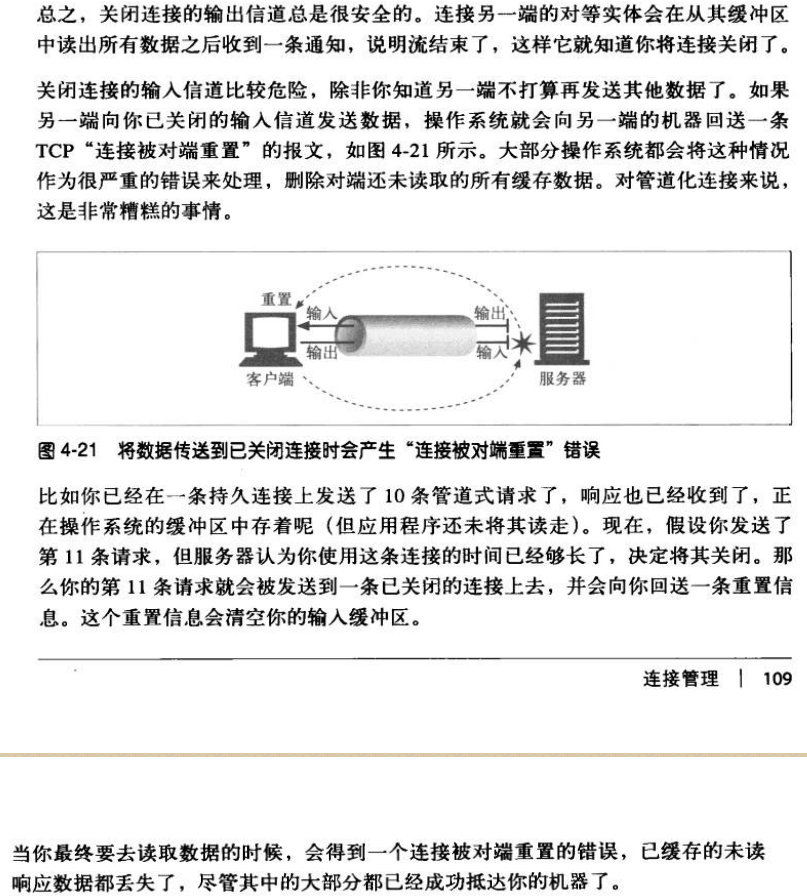 总之，关闭连接的输出信道总是很安全的。连接另一端的对等实体会在从其缓冲区
中读出所有数据之后收到一条通知，说明流结束了，这样它就知道你将连接关闭了。
关闭连接的输入信道比较危险，除非你知道另一端不打算再发送其他数据了。如果
另一端向你已关闭的输入信道发送数据，操作系统就会向另一端的机器回送一条
TCP“连接被对端重置”的报文，如图 4-21 所示。大部分操作系统都会将这种情况
作为很严重的错误来处理，删除对端还未读取的所有缓存数据。对管道化连接来说，
这是非常糟糕的事情。
重置
输入
输出
输出
输入
客户端
服务器
图 4-21 将数据传送到已关闭连接时会产生“连接被对端重置”错误
比如你已经在一条持久连接上发送了 10 条管道式请求了，响应也已经收到了，正
在操作系统的缓冲区中存着呢（但应用程序还未将其读走）。现在，假设你发送了
第 11 条请求，但服务器认为你使用这条连接的时间已经够长了，决定将其关闭。那
么你的第 11 条请求就会被发送到一条已关闭的连接上去，并会向你回送一条重置信
息。这个重置信息会清空你的输入缓冲区。
连接管理 | 109
当你最终要去读取数据的时候，会得到一个连接被对端重置的错误，已缓存的未读
响应数据都丢失了，尽管其中的大部分都已经成功抵达你的机器了。